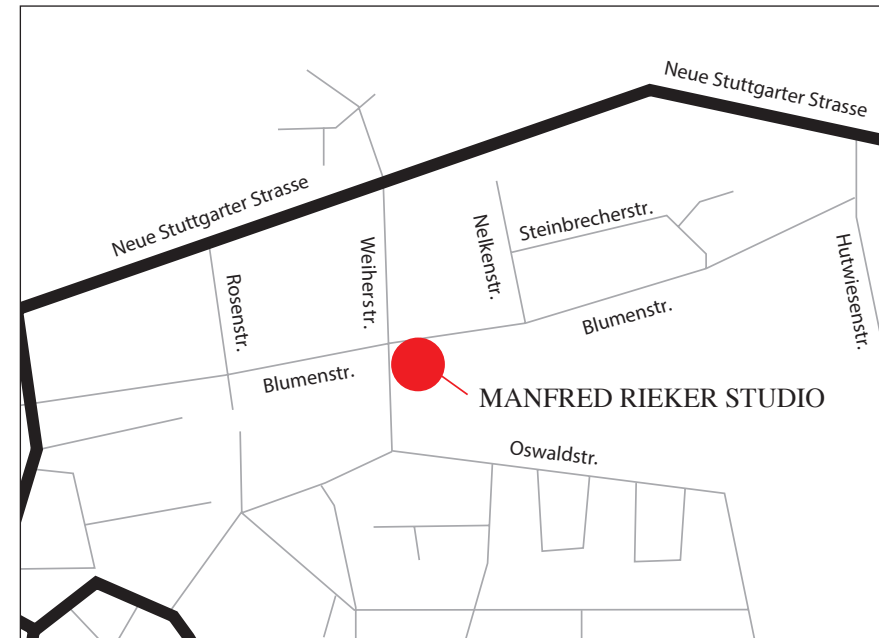 Neue Stuttgarter Strasse
Neue Stuttgarter Strasse
Weiherstr.
Nelkenstr.
Steinbrecherstr.
Rosenstr.
Hutwiesenstr.
Blumenstr.
Blumenstr.
MANFRED RIEKER STUDIO
Oswaldstr.